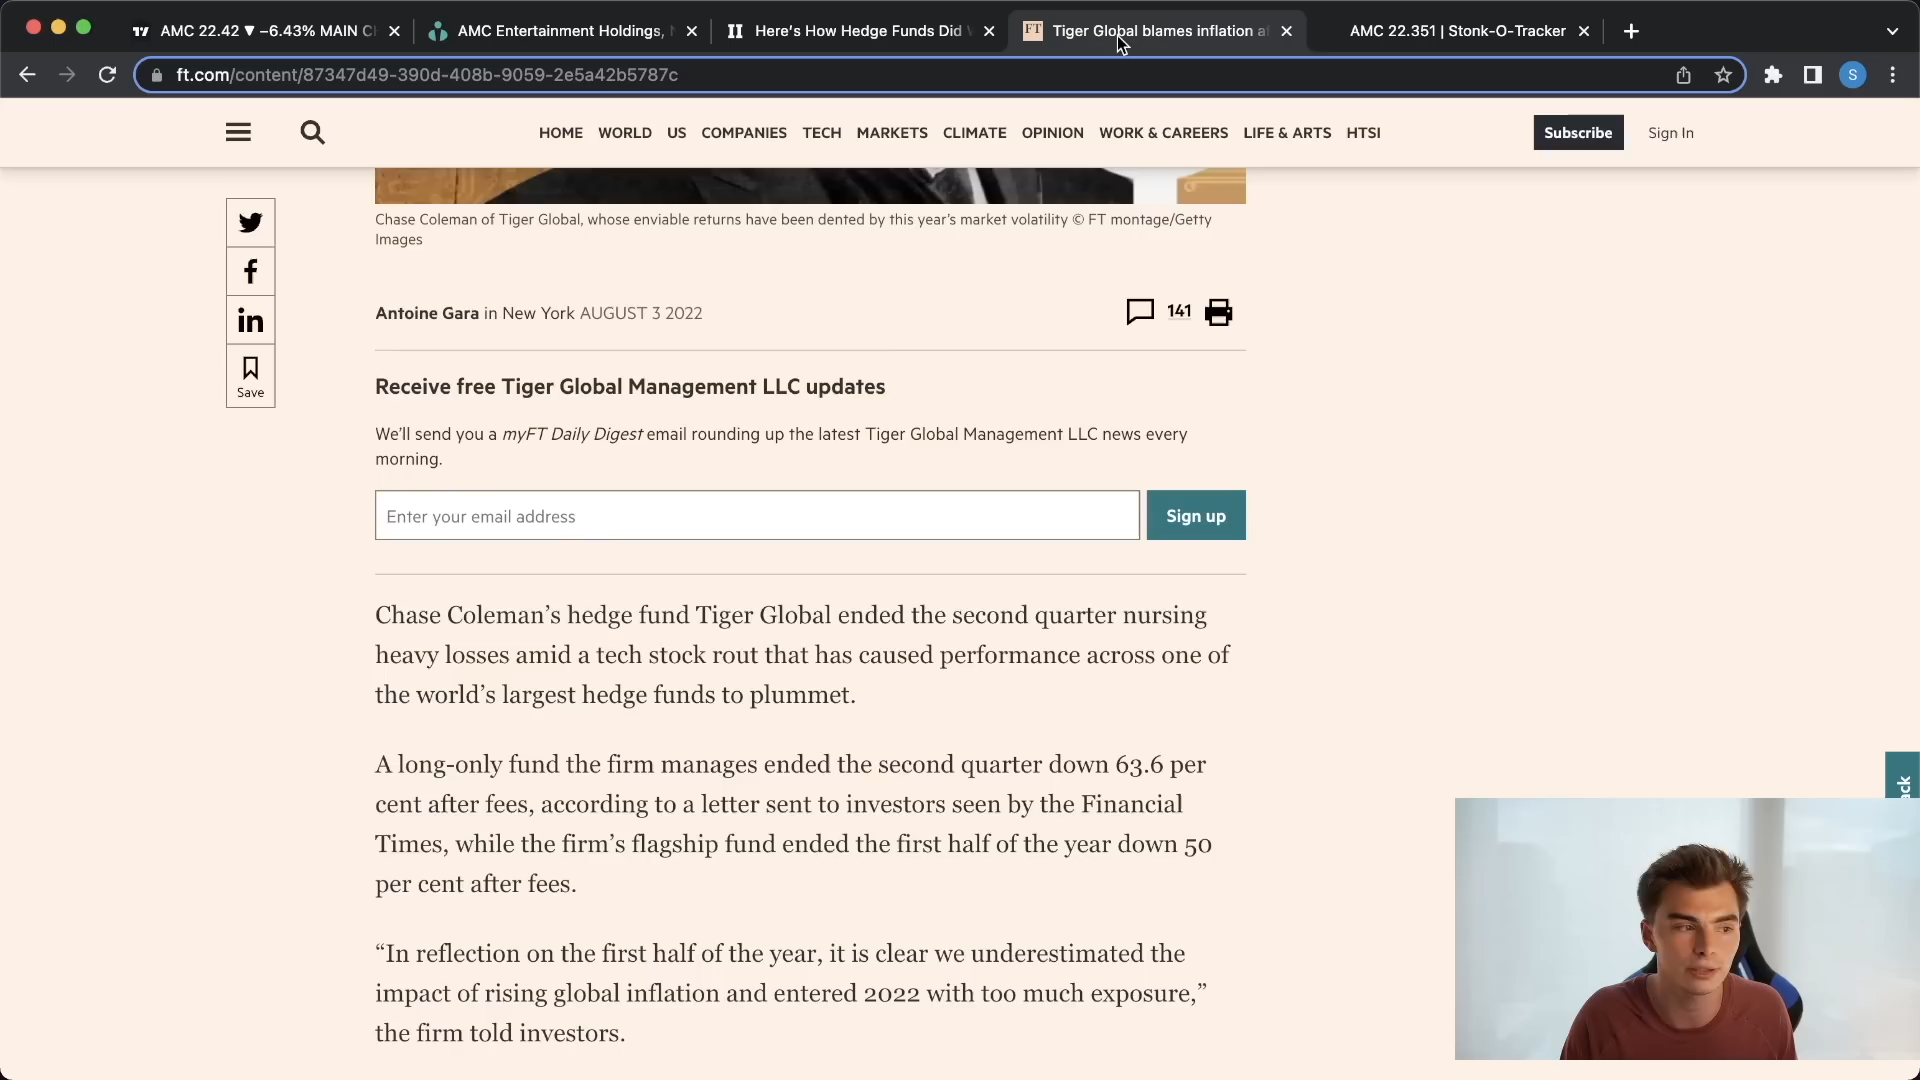 AMC 22.42 ▼ −6.43% MAIN
AMC Entertainment Holdings,
Here's How Hedge Funds Did
FT Tiger Global blames inflation
AMC 22.351 | Stonk-O-Tracker
ft.com/content/87347d49-390d-408b-9059-2e5a42b5787c
S
HOME WORLD US COMPANIES TECH MARKETS CLIMATE OPINION WORK & CAREERS LIFE & ARTS HTSI
Subscribe Sign In
Chase Coleman of Tiger Global, whose enviable returns have been dented by this year's market volatility © FT montage/Getty
Images
Antoine Gara in New York AUGUST 3 2022
141
Save
Receive free Tiger Global Management LLC updates
We'll send you a myFT Daily Digest email rounding up the latest Tiger Global Management LLC news every
morning.
Enter your email address
Sign up
Chase Coleman's hedge fund Tiger Global ended the second quarter nursing
heavy losses amid a tech stock rout that has caused performance across one of
the world's largest hedge funds to plummet.
A long-only fund the firm manages ended the second quarter down 63.6 per
cent after fees, according to a letter sent to investors seen by the Financial
Times, while the firm's flagship fund ended the first half of the year down 50
per cent after fees.
“In reflection on the first half of the year, it is clear we underestimated the
impact of rising global inflation and entered 2022 with too much exposure,”
the firm told investors.